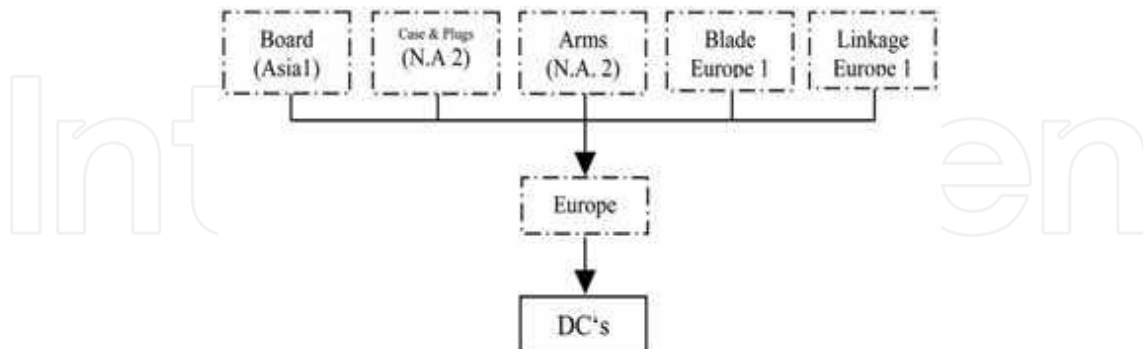 Board
(Asia1)
Case & Plugs
(N.A 2)
Arms
(N.A. 2)
Blade
Europe 1
Linkage
Europe 1
Europe
DC‘s